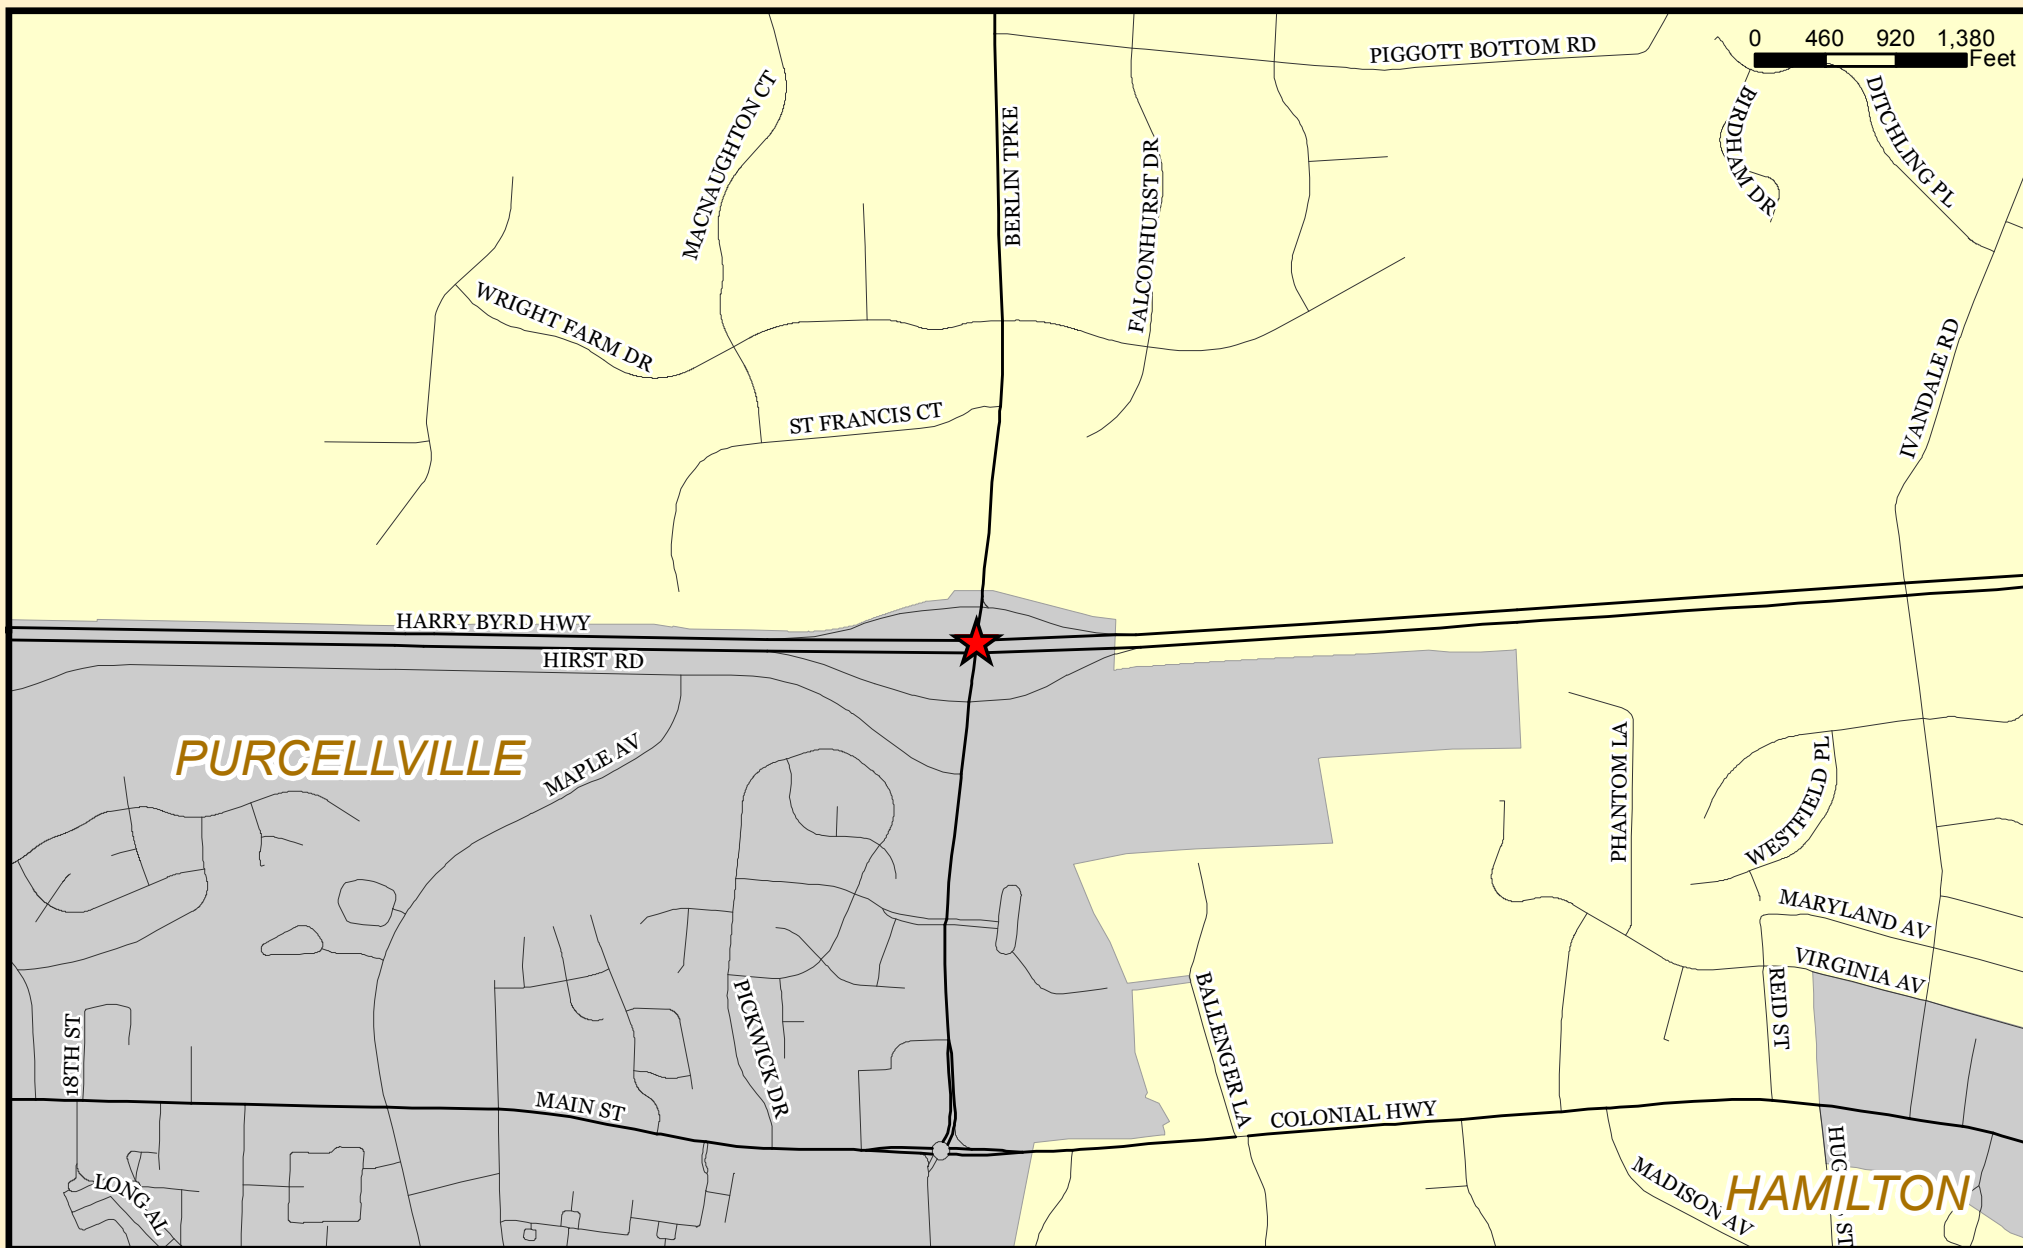 PIGGOTT BOTTOM RD
0 460 920 1,380
Feet
MACNAUGHTON CT
BERLIN TPKE
FALCONHURST DR
BIRDHAM DR
DITCHLING PL
WRIGHT FARM DR
IVANDALE RD
ST FRANCIS CT
HARRY BYRD HWY
HIRST RD
PURCELLVILLE
MAPLE AV
PHANTOM LA
WESTFIELD PL
MARYLAND AV
VIRGINIA AV
REID ST
BALLENGER LA
PICKWICK DR
18TH ST
MAIN ST
COLONIAL HWY
LONG AL
MADISON AV
HAMILTON
ST